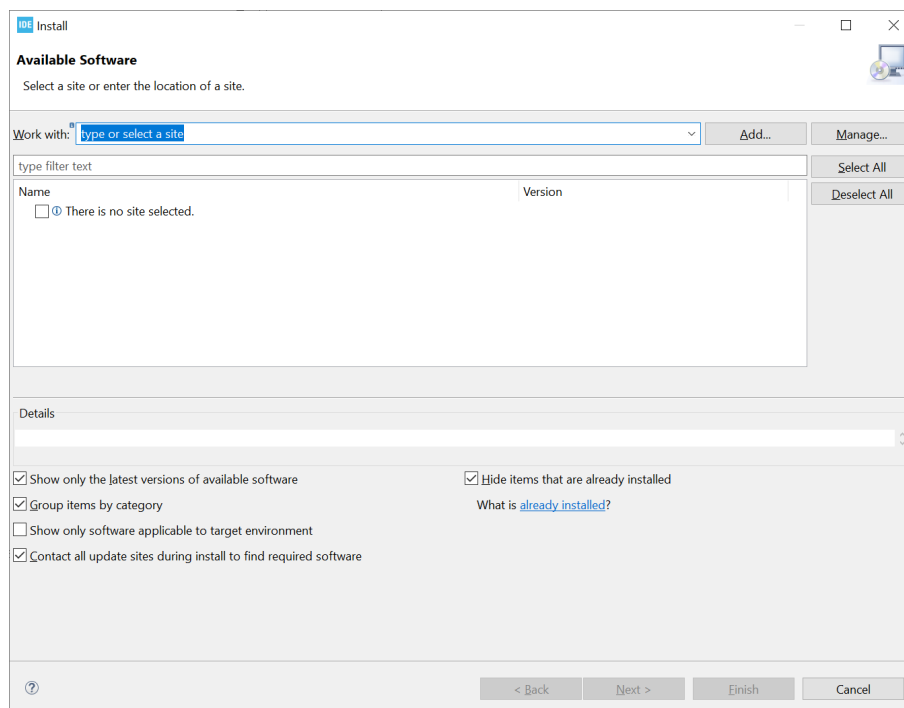 IDE Install
Available Software
Select a site or enter the location of a site.
Work with: type or select a site Add... Manage...
type filter text Select All
Name Version Deselect All
There is no site selected.
Details
Show only the latest versions of available software Hide items that are already installed
Group items by category What is already installed?
Show only software applicable to target environment
Contact all update sites during install to find required software
< Back Next > Finish Cancel